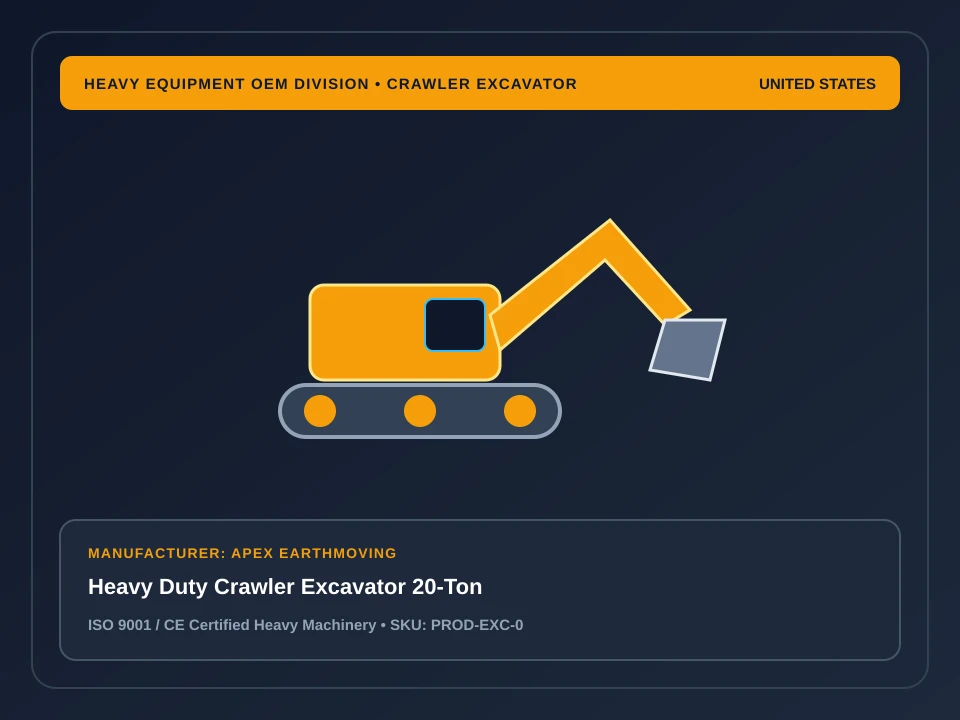 HEAVY EQUIPMENT OEM DIVISION • CRAWLER EXCAVATOR UNITED STATES
MANUFACTURER: APEX EARTHMOVING
Heavy Duty Crawler Excavator 20-Ton
ISO 9001 / CE Certified Heavy Machinery • SKU: PROD-EXC-0